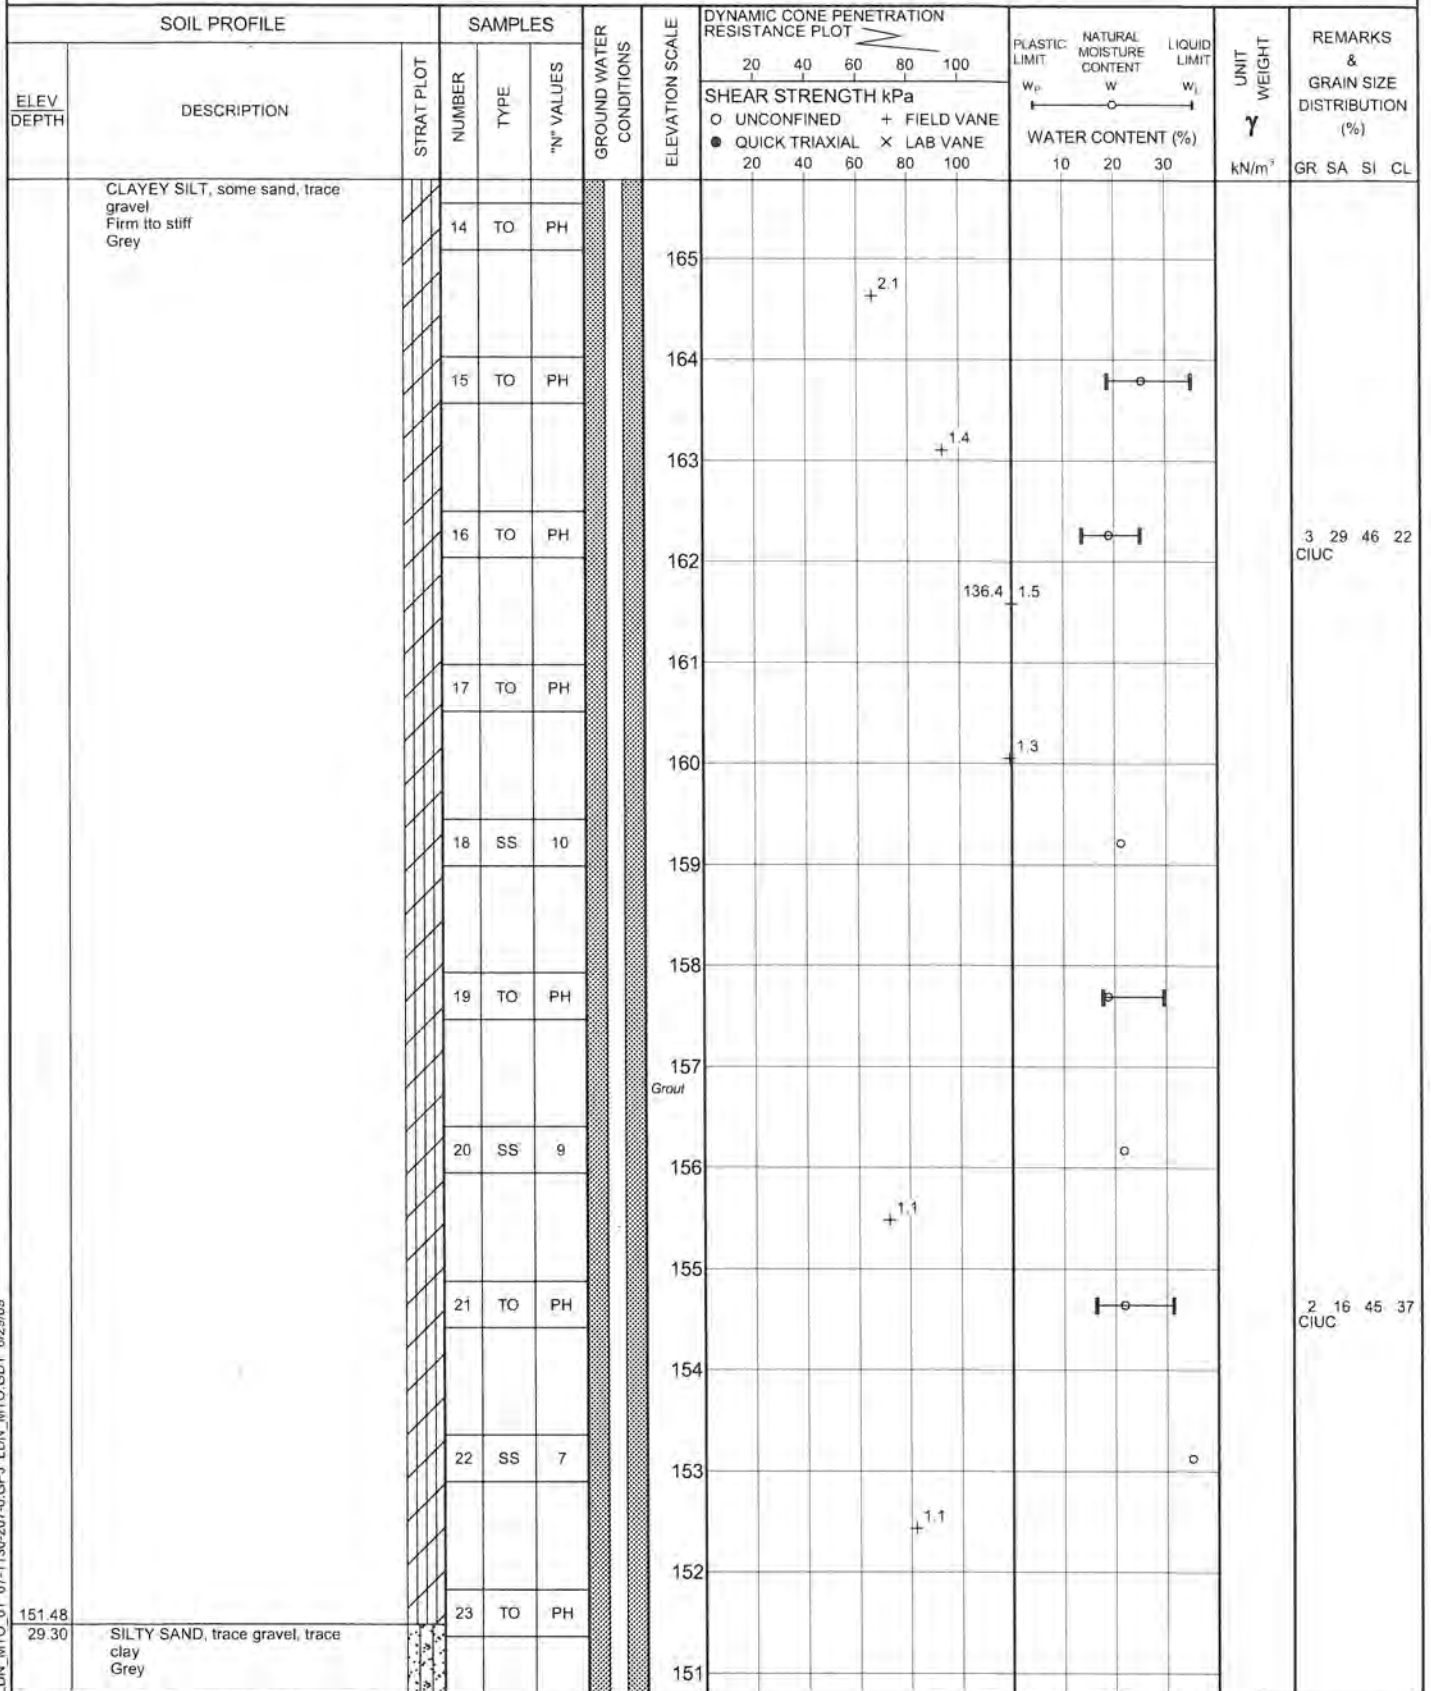 SOIL PROFILE
SAMPLES
GROUND WATER CONDITIONS
ELEVATION SCALE
DYNAMIC CONE PENETRATION
RESISTANCE PLOT
20 40 60 80 100
SHEAR STRENGTH kPa
O UNCONFINED + FIELD VANE
● QUICK TRIAXIAL × LAB VANE
20 40 60 80 100
PLASTIC LIMIT
NATURAL MOISTURE CONTENT
LIQUID LIMIT
WP W WL
WATER CONTENT (%)
10 20 30
UNIT WEIGHT
γ
kN/m³
REMARKS
&
GRAIN SIZE
DISTRIBUTION
(%)
GR SA SI CL
ELEV
DEPTH
DESCRIPTION
STRAT PLOT
NUMBER
TYPE
"N" VALUES
CLAYEY SILT, some sand, trace
gravel
Firm tto stiff
Grey
14 TO PH
165
2.1
164
15 TO PH
1.4
163
16 TO PH
3 29 46 22
CIUC
162
136.4 1.5
161
17 TO PH
1.3
160
18 SS 10
159
158
19 TO PH
157
Grout
20 SS 9
156
1.1
155
21 TO PH
2 16 45 37
CIUC
154
22 SS 7
153
1.1
152
23 TO PH
151.48
29.30
SILTY SAND, trace gravel, trace
clay
Grey
151